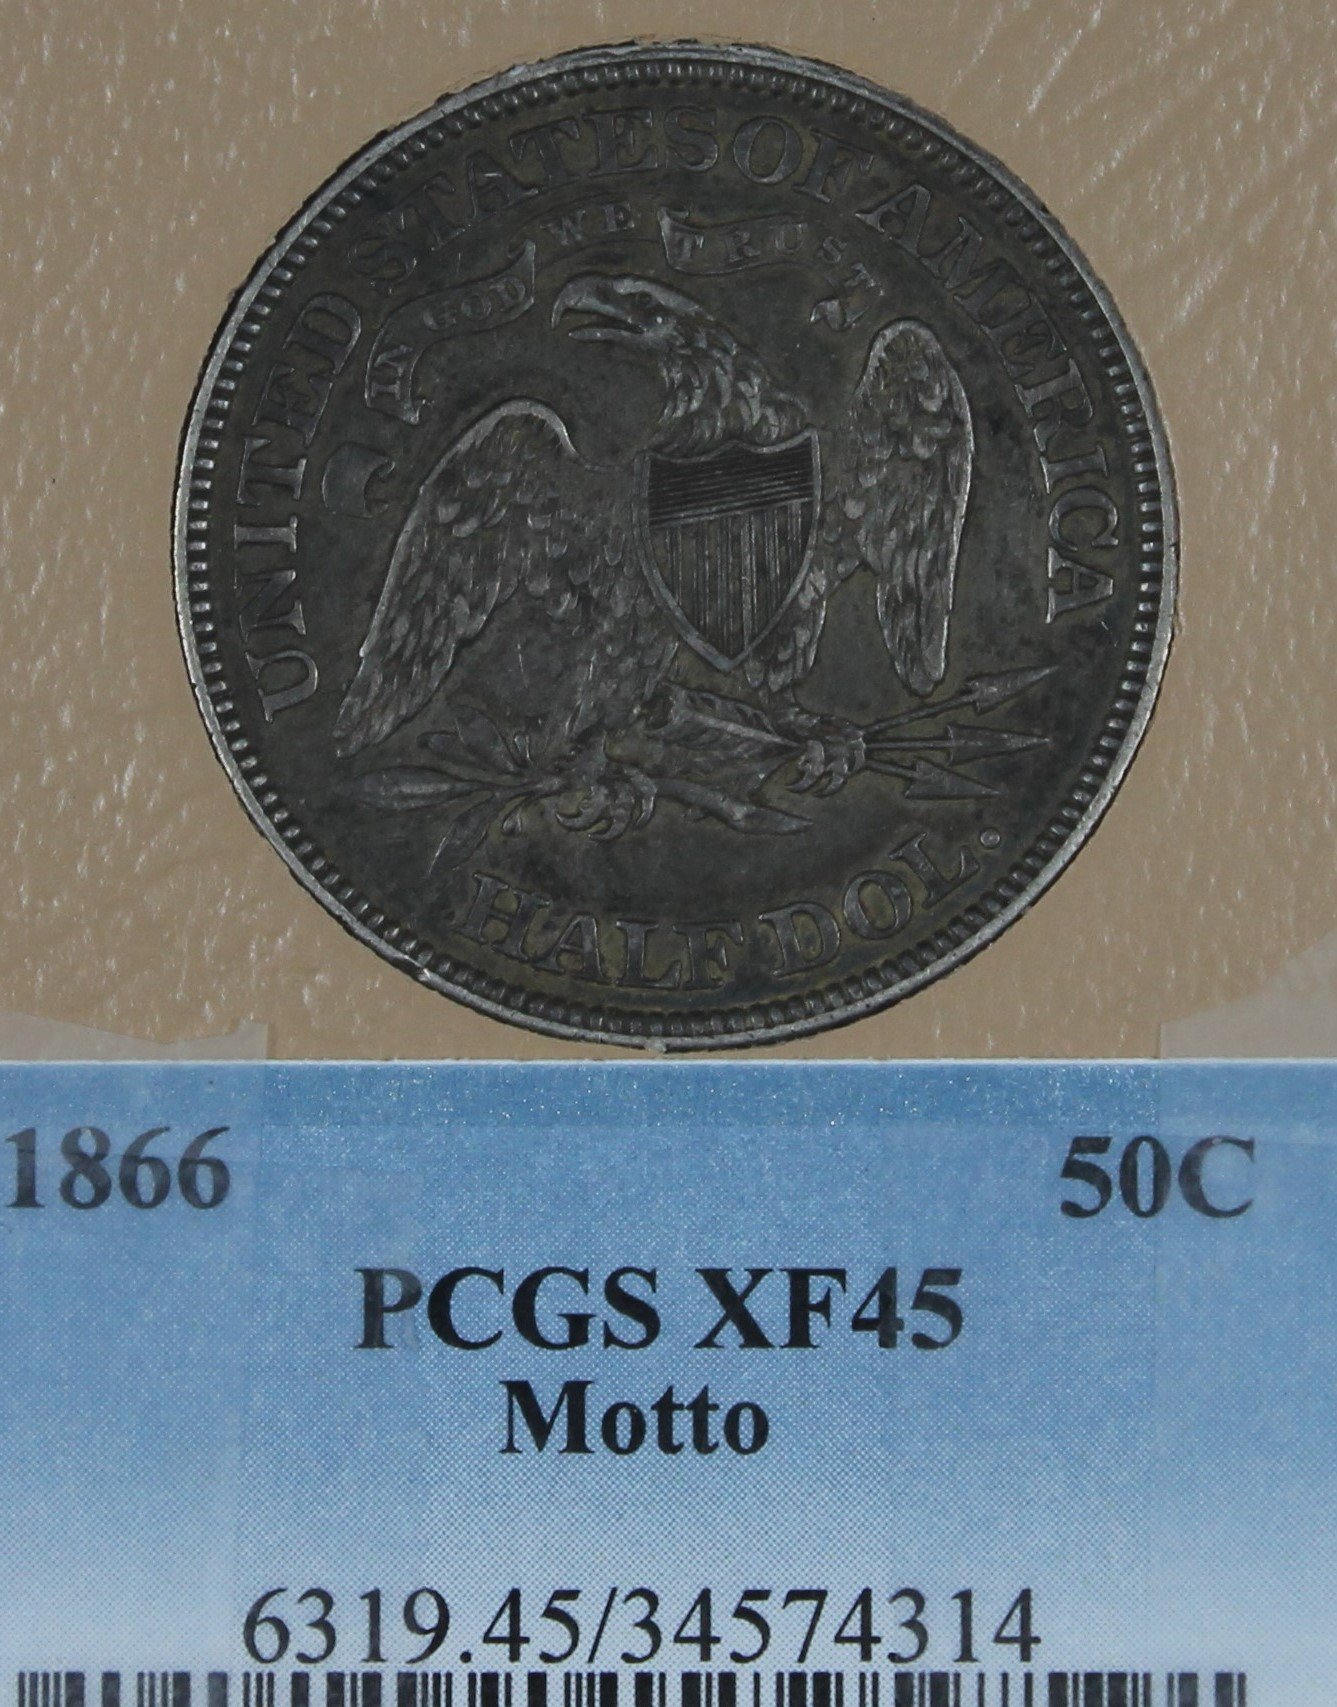 UNITED STATES OF AMERICA
IN GOD WE TRUST
HALF DOL.
1866 50C
PCGS XF45
Motto
6319.45/34574314